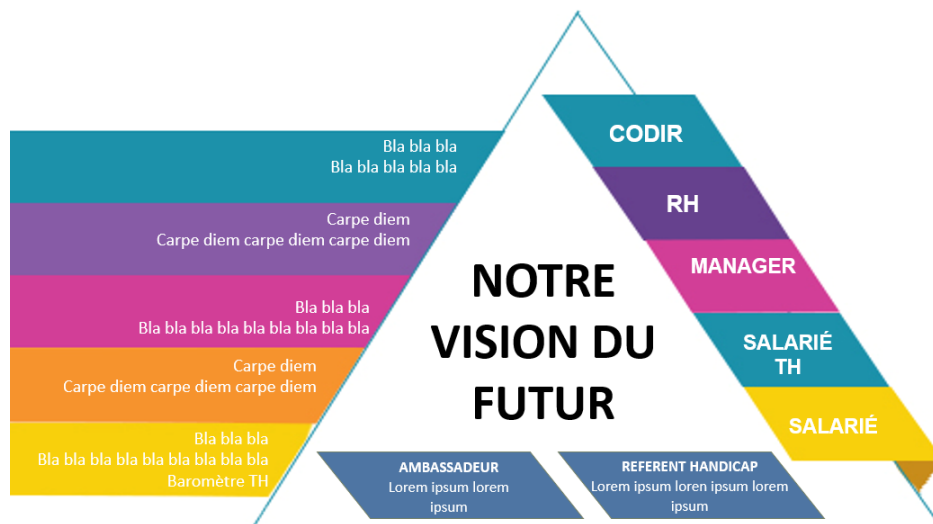 Bla bla bla
Bla bla bla bla bla
Carpe diem
Carpe diem carpe diem carpe diem
Bla bla bla
Bla bla bla bla bla bla bla bla bla
Carpe diem
Carpe diem carpe diem carpe diem
Bla bla bla
Bla bla bla bla bla bla bla bla bla
Baromètre TH
NOTRE
VISION DU
FUTUR
CODIR
RH
MANAGER
SALARIÉ
TH
SALARIÉ
AMBASSADEUR
Lorem ipsum lorem
ipsum
REFERENT HANDICAP
Lorem ipsum loren ipsum lorem
ipsum